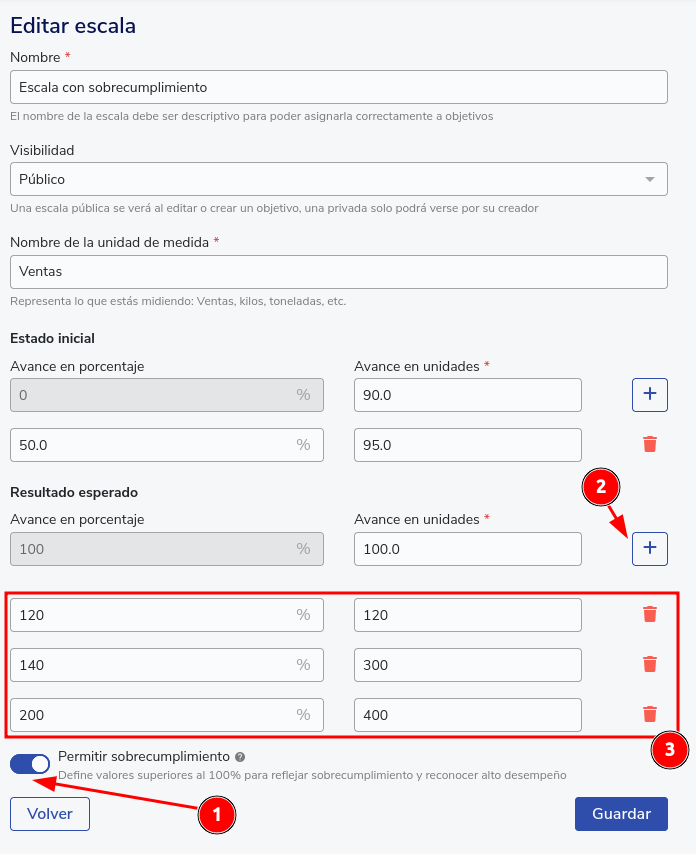 Editar escala
Nombre *
Escala con sobrecumplimiento
El nombre de la escala debe ser descriptivo para poder asignarla correctamente a objetivos
Visibilidad
Público
Una escala pública se verá al editar o crear un objetivo, una privada solo podrá verse por su creador
Nombre de la unidad de medida *
Ventas
Representa lo que estás midiendo: Ventas, kilos, toneladas, etc.
Estado inicial
Avance en porcentaje Avance en unidades *
0 % 90.0 +
50.0 % 95.0
Resultado esperado 2
Avance en porcentaje Avance en unidades *
100 % 100.0 +
120 % 120
140 % 300
200 % 400
3
Permitir sobrecumplimiento ?
Define valores superiores al 100% para reflejar sobrecumplimiento y reconocer alto desempeño
1
Volver Guardar